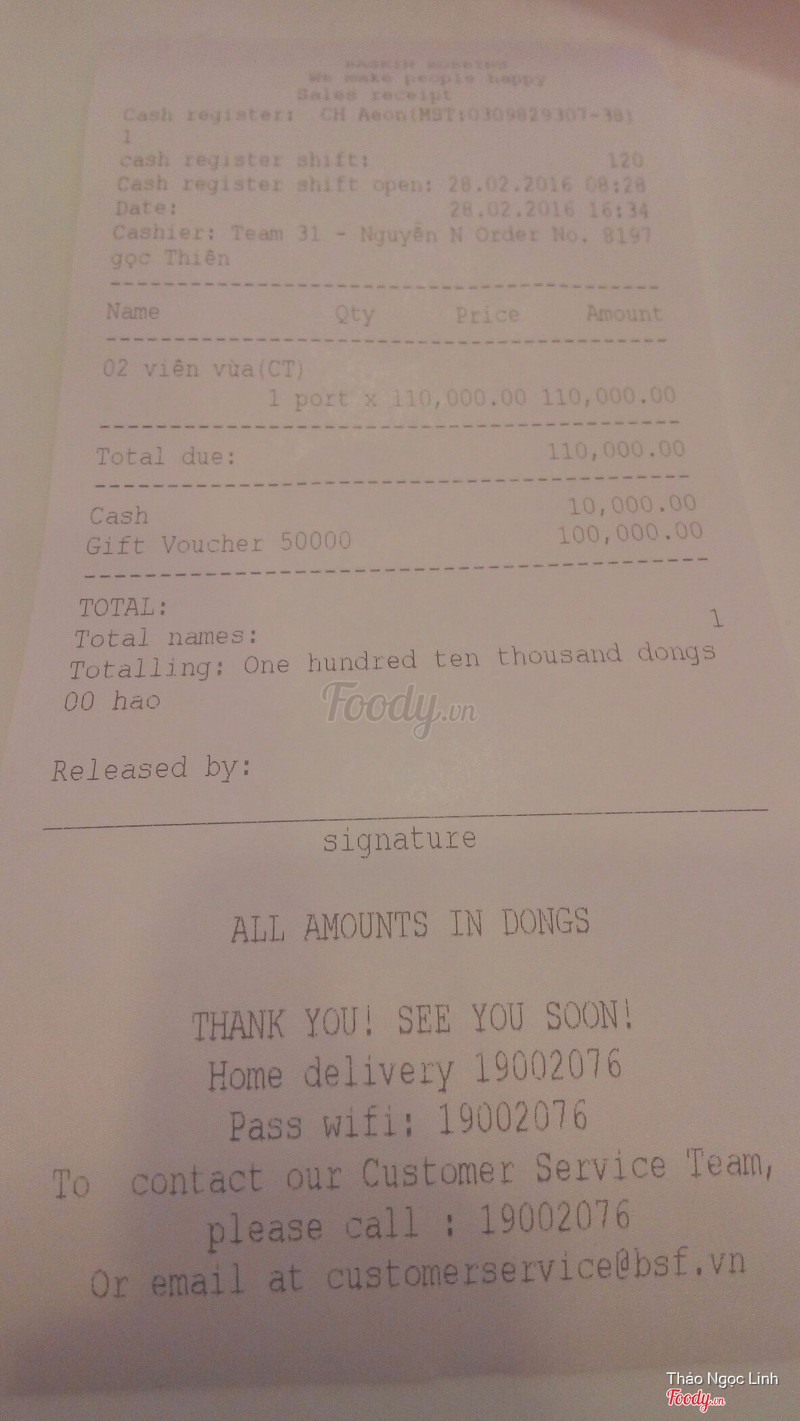 BASKIN ROBBINS
We make people happy
Sales receipt
Cash register: CH Aeon(MST:0309829307-38)
1
cash register shift: 120
Cash register shift open: 28.02.2016 08:28
Date: 28.02.2016 16:34
Cashier: Team 31 - Nguyễn N Order No. 8197
gọc Thiên
Name Qty Price Amount
02 viên vừa(CT)
1 port x 110,000.00 110,000.00
Total due: 110,000.00
Cash 10,000.00
Gift Voucher 50000 100,000.00
TOTAL:
Total names: 1
Totalling: One hundred ten thousand dongs
00 hao
Foody.vn
Released by:
signature
ALL AMOUNTS IN DONGS
THANK YOU! SEE YOU SOON!
Home delivery 19002076
Pass wifi: 19002076
To contact our Customer Service Team,
please call : 19002076
Or email at customerservice@bsf.vn
Thảo Ngọc Linh
Foody.vn